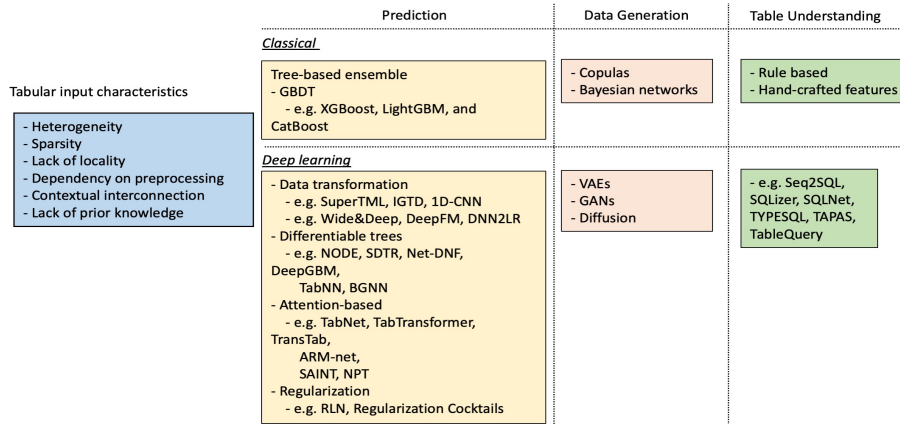 Prediction
Data Generation
Table Understanding
Tabular input characteristics
- Heterogeneity
- Sparsity
- Lack of locality
- Dependency on preprocessing
- Contextual interconnection
- Lack of prior knowledge
Classical
Tree-based ensemble
- GBDT
- e.g. XGBoost, LightGBM, and
CatBoost
- Copulas
- Bayesian networks
- Rule based
- Hand-crafted features
Deep learning
- Data transformation
- e.g. SuperTML, IGTD, 1D-CNN
- e.g. Wide&Deep, DeepFM, DNN2LR
- Differentiable trees
- e.g. NODE, SDTR, Net-DNF,
DeepGBM,
TabNN, BGNN
- Attention-based
- e.g. TabNet, TabTransformer,
TransTab,
ARM-net,
SAINT, NPT
- Regularization
- e.g. RLN, Regularization Cocktails
- VAEs
- GANs
- Diffusion
- e.g. Seq2SQL,
SQLizer, SQLNet,
TYPESQL, TAPAS,
TableQuery